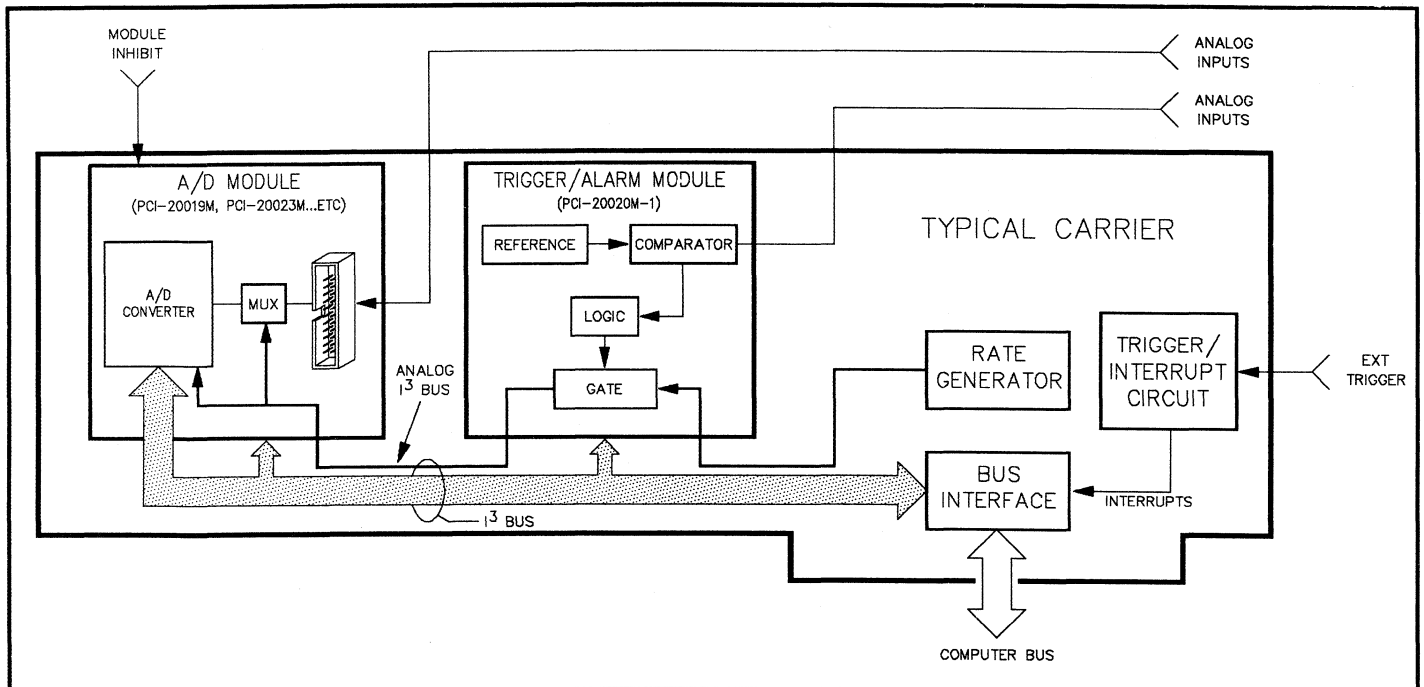 MODULE
INHIBIT
ANALOG
INPUTS
ANALOG
INPUTS
A/D MODULE
(PCI-20019M, PCI-20023M...ETC)
TRIGGER/ALARM MODULE
(PCI-20020M-1)
TYPICAL CARRIER
REFERENCE
COMPARATOR
A/D
CONVERTER
MUX
LOGIC
GATE
RATE
GENERATOR
TRIGGER/
INTERRUPT
CIRCUIT
EXT
TRIGGER
ANALOG
I³ BUS
BUS
INTERFACE
INTERRUPTS
I³ BUS
COMPUTER BUS